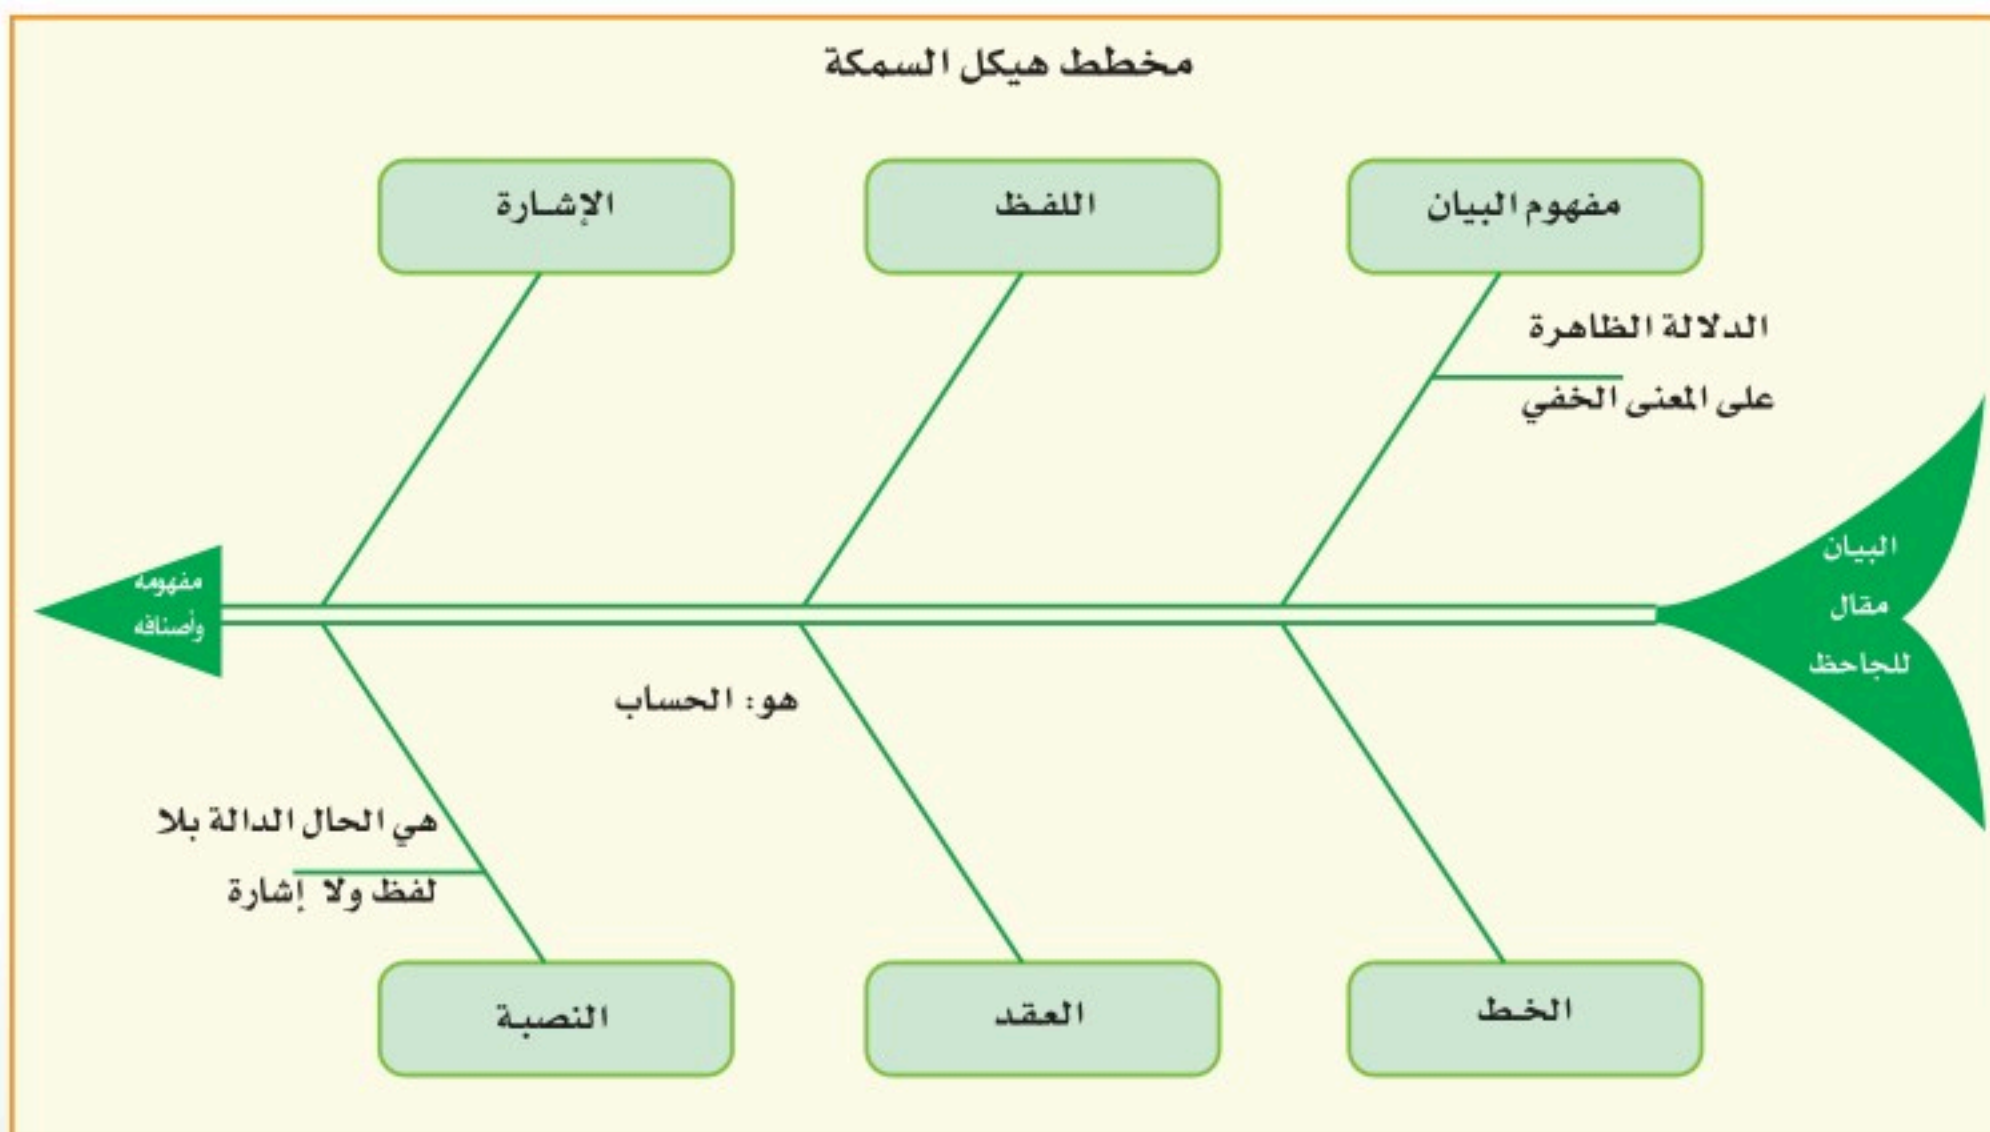 مخطط هيكل السمكة
مفهوم البيان
اللفظ
الإشارة
الدلالة الظاهرة
على المعنى الخفي
البيان
مقال
للجاحظ
مفهومه
وأصنافه
هو: الحساب
هي الحال الدالة بلا
لفظ ولا إشارة
الخط
العقد
النصبة